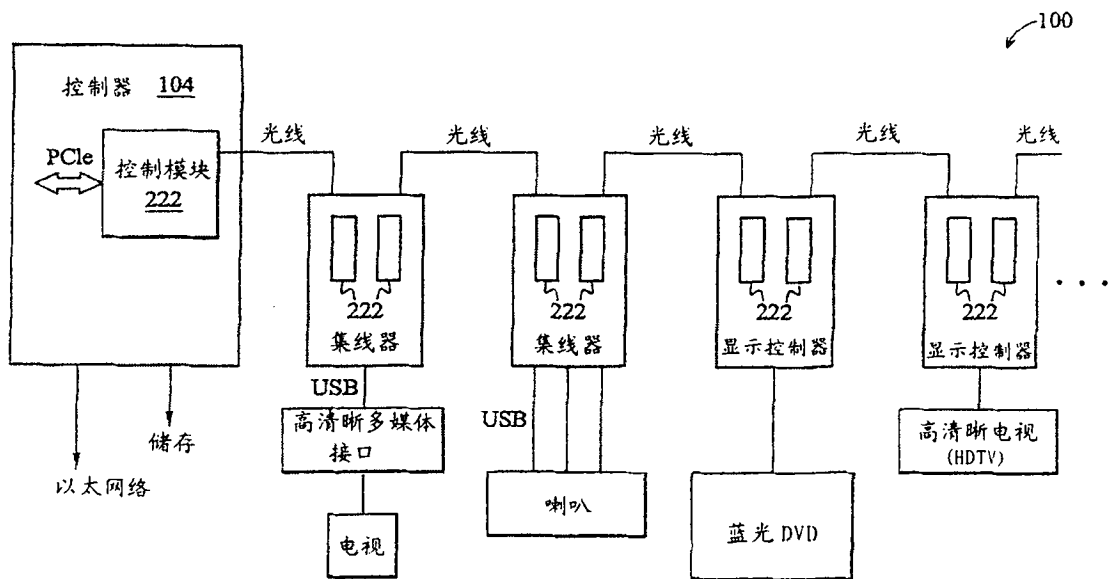 100
控制器 104
PCIe
控制模块
222
光线
光线
光线
光线
光线
222
集线器
222
集线器
222
显示控制器
222
显示控制器
. . .
USB
高清晰多媒体
接口
电视
USB
喇叭
蓝光 DVD
高清晰电视
(HDTV)
储存
以太网络